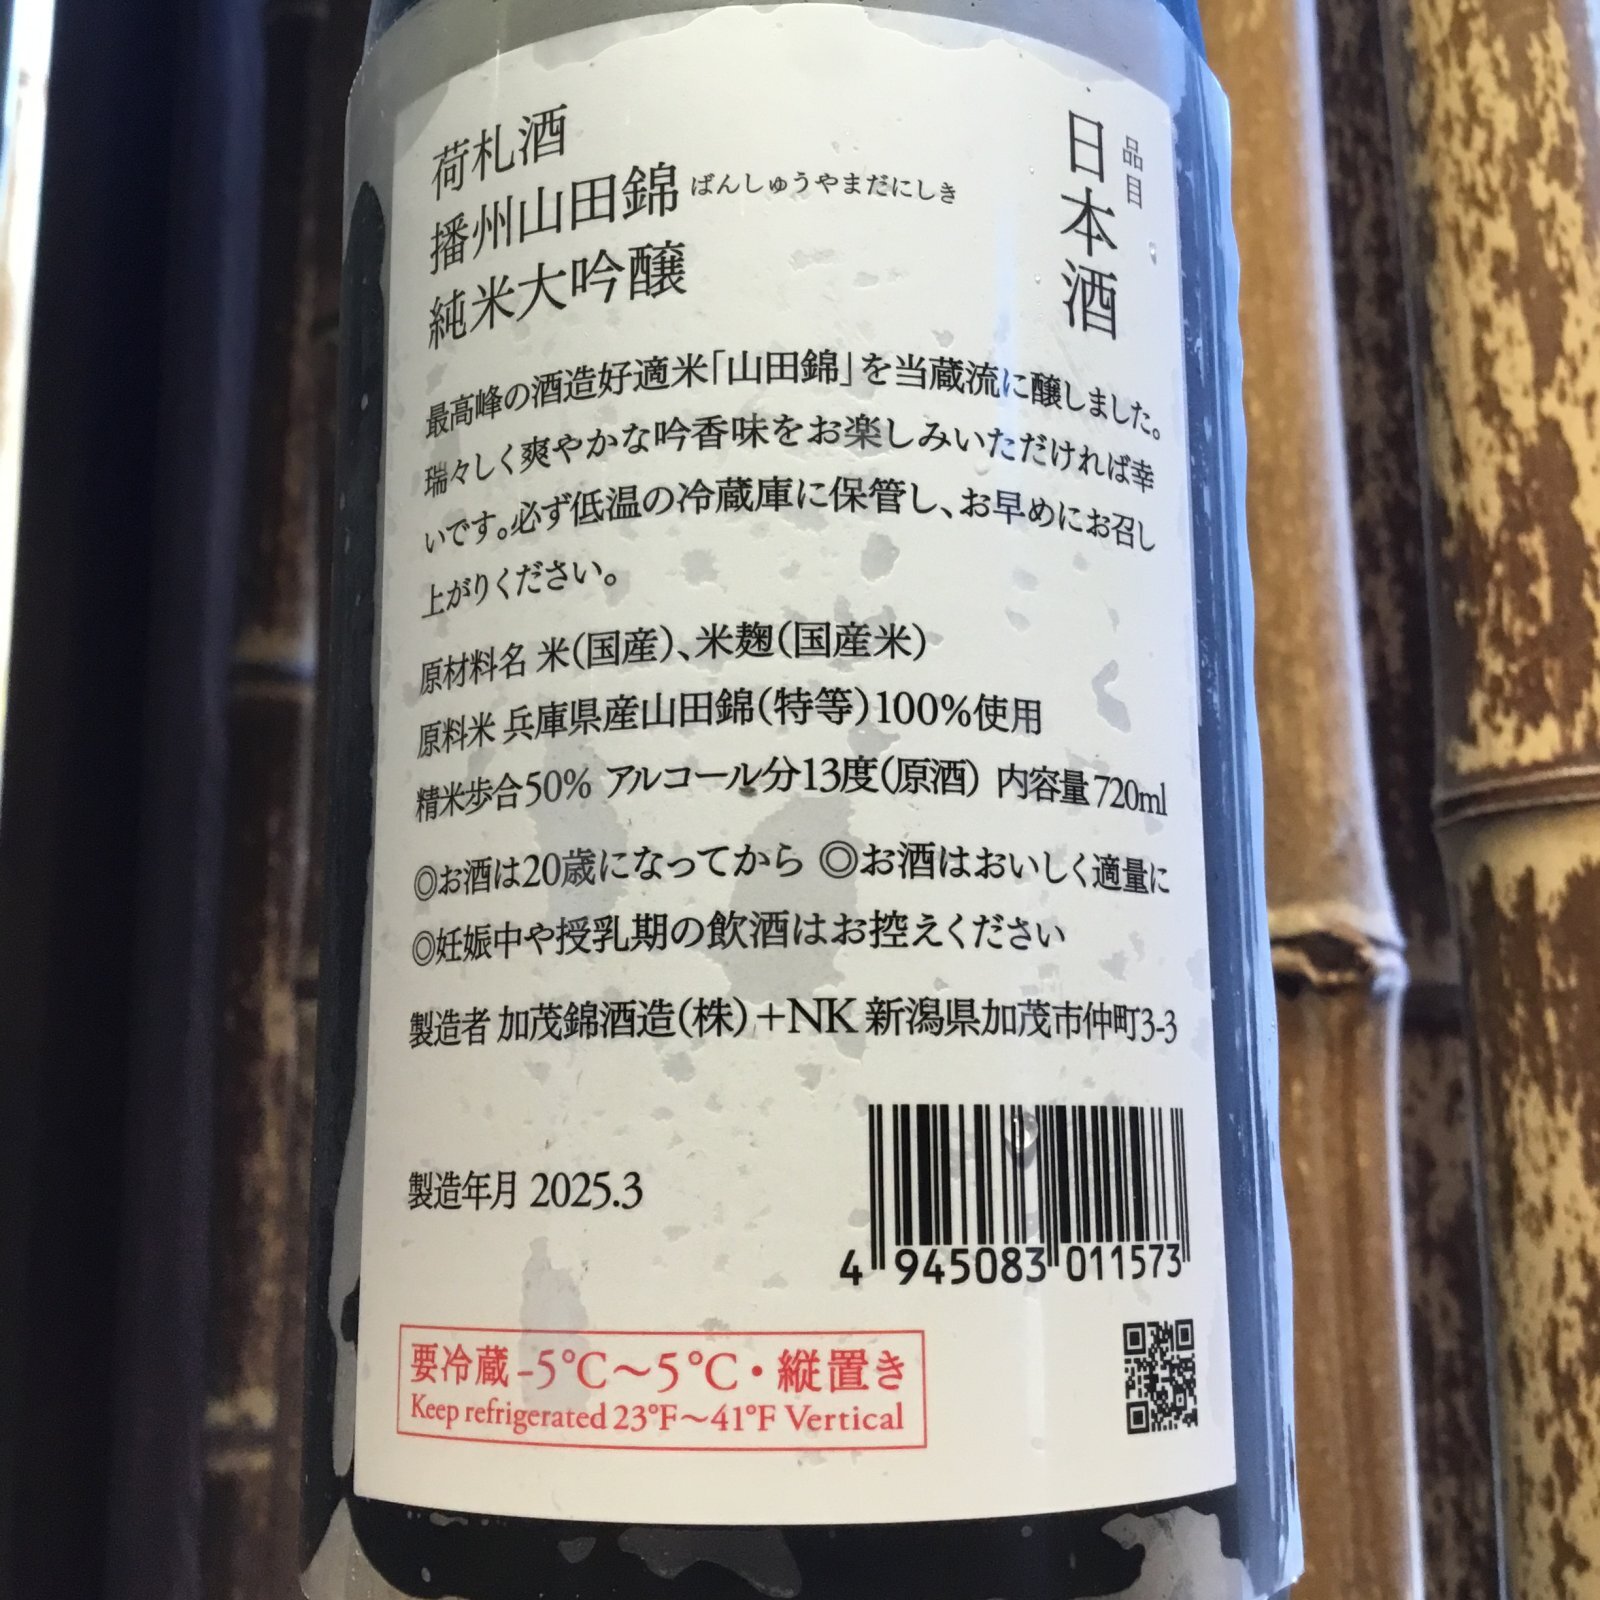 品目
日本酒
荷札酒
播州山田錦 ばんしゅうやまだにしき
純米大吟醸
最高峰の酒造好適米「山田錦」を当蔵流に醸しました。
瑞々しく爽やかな吟香味をお楽しみいただければ幸
いです。必ず低温の冷蔵庫に保管し、お早めにお召し
上がりください。
原材料名 米(国産)、米麹(国産米)
原料米 兵庫県産山田錦(特等)100%使用
精米歩合50% アルコール分13度(原酒) 内容量720ml
◎お酒は20歳になってから ◎お酒はおいしく適量に
◎妊娠中や授乳期の飲酒はお控えください
製造者 加茂錦酒造(株)+NK 新潟県加茂市仲町3-3
製造年月 2025.3
4 945083 011573
要冷蔵 -5℃～5℃・縦置き
Keep refrigerated 23℉～41℉ Vertical